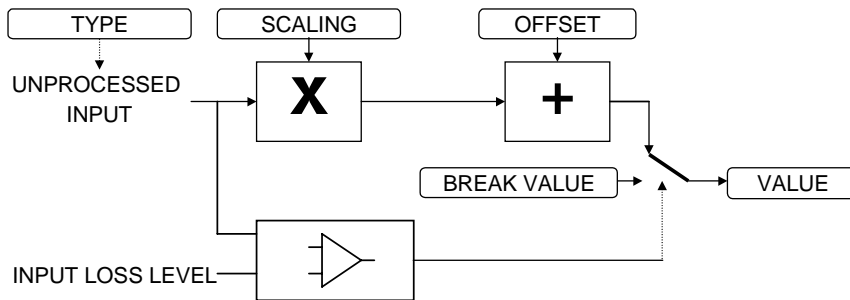 TYPE
SCALING
OFFSET
UNPROCESSED
INPUT
X
+
BREAK VALUE
VALUE
INPUT LOSS LEVEL